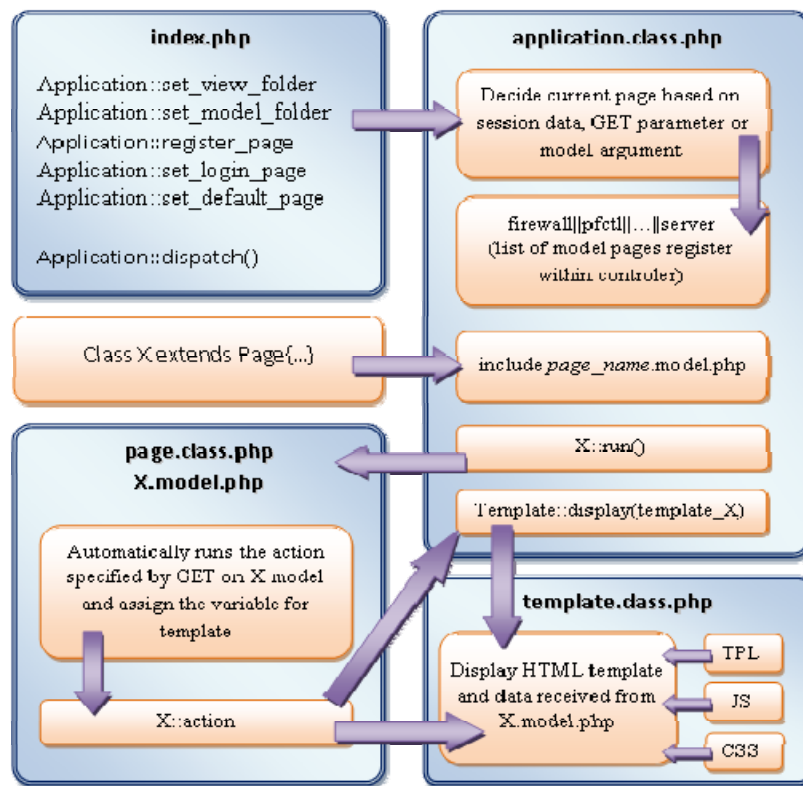 index.php
Application::set_view_folder
Application::set_model_folder
Application::register_page
Application::set_login_page
Application::set_default_page
Application::dispatch()
application.class.php
Decide current page based on
session data, GET parameter or
model argument
firewall||pfctl||...||server
(list of model pages register
within controler)
Class X extends Page{...}
include page_name.model.php
X::run()
Template::display(template_X)
page.class.php
X.model.php
Automatically runs the action
specified by GET on X model
and assign the variable for
template
X::action
template.class.php
Display HTML template
and data received from
X.model.php
TPL
JS
CSS